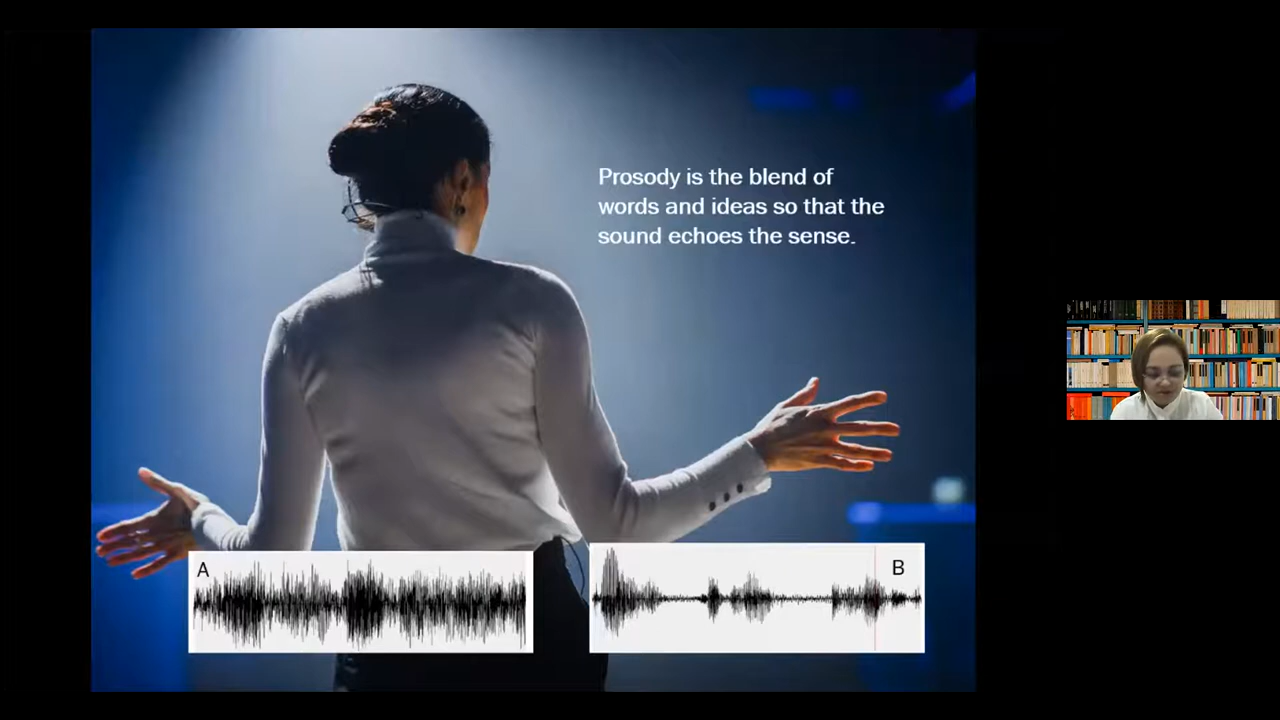 Prosody is the blend of
words and ideas so that the
sound echoes the sense.
A
B